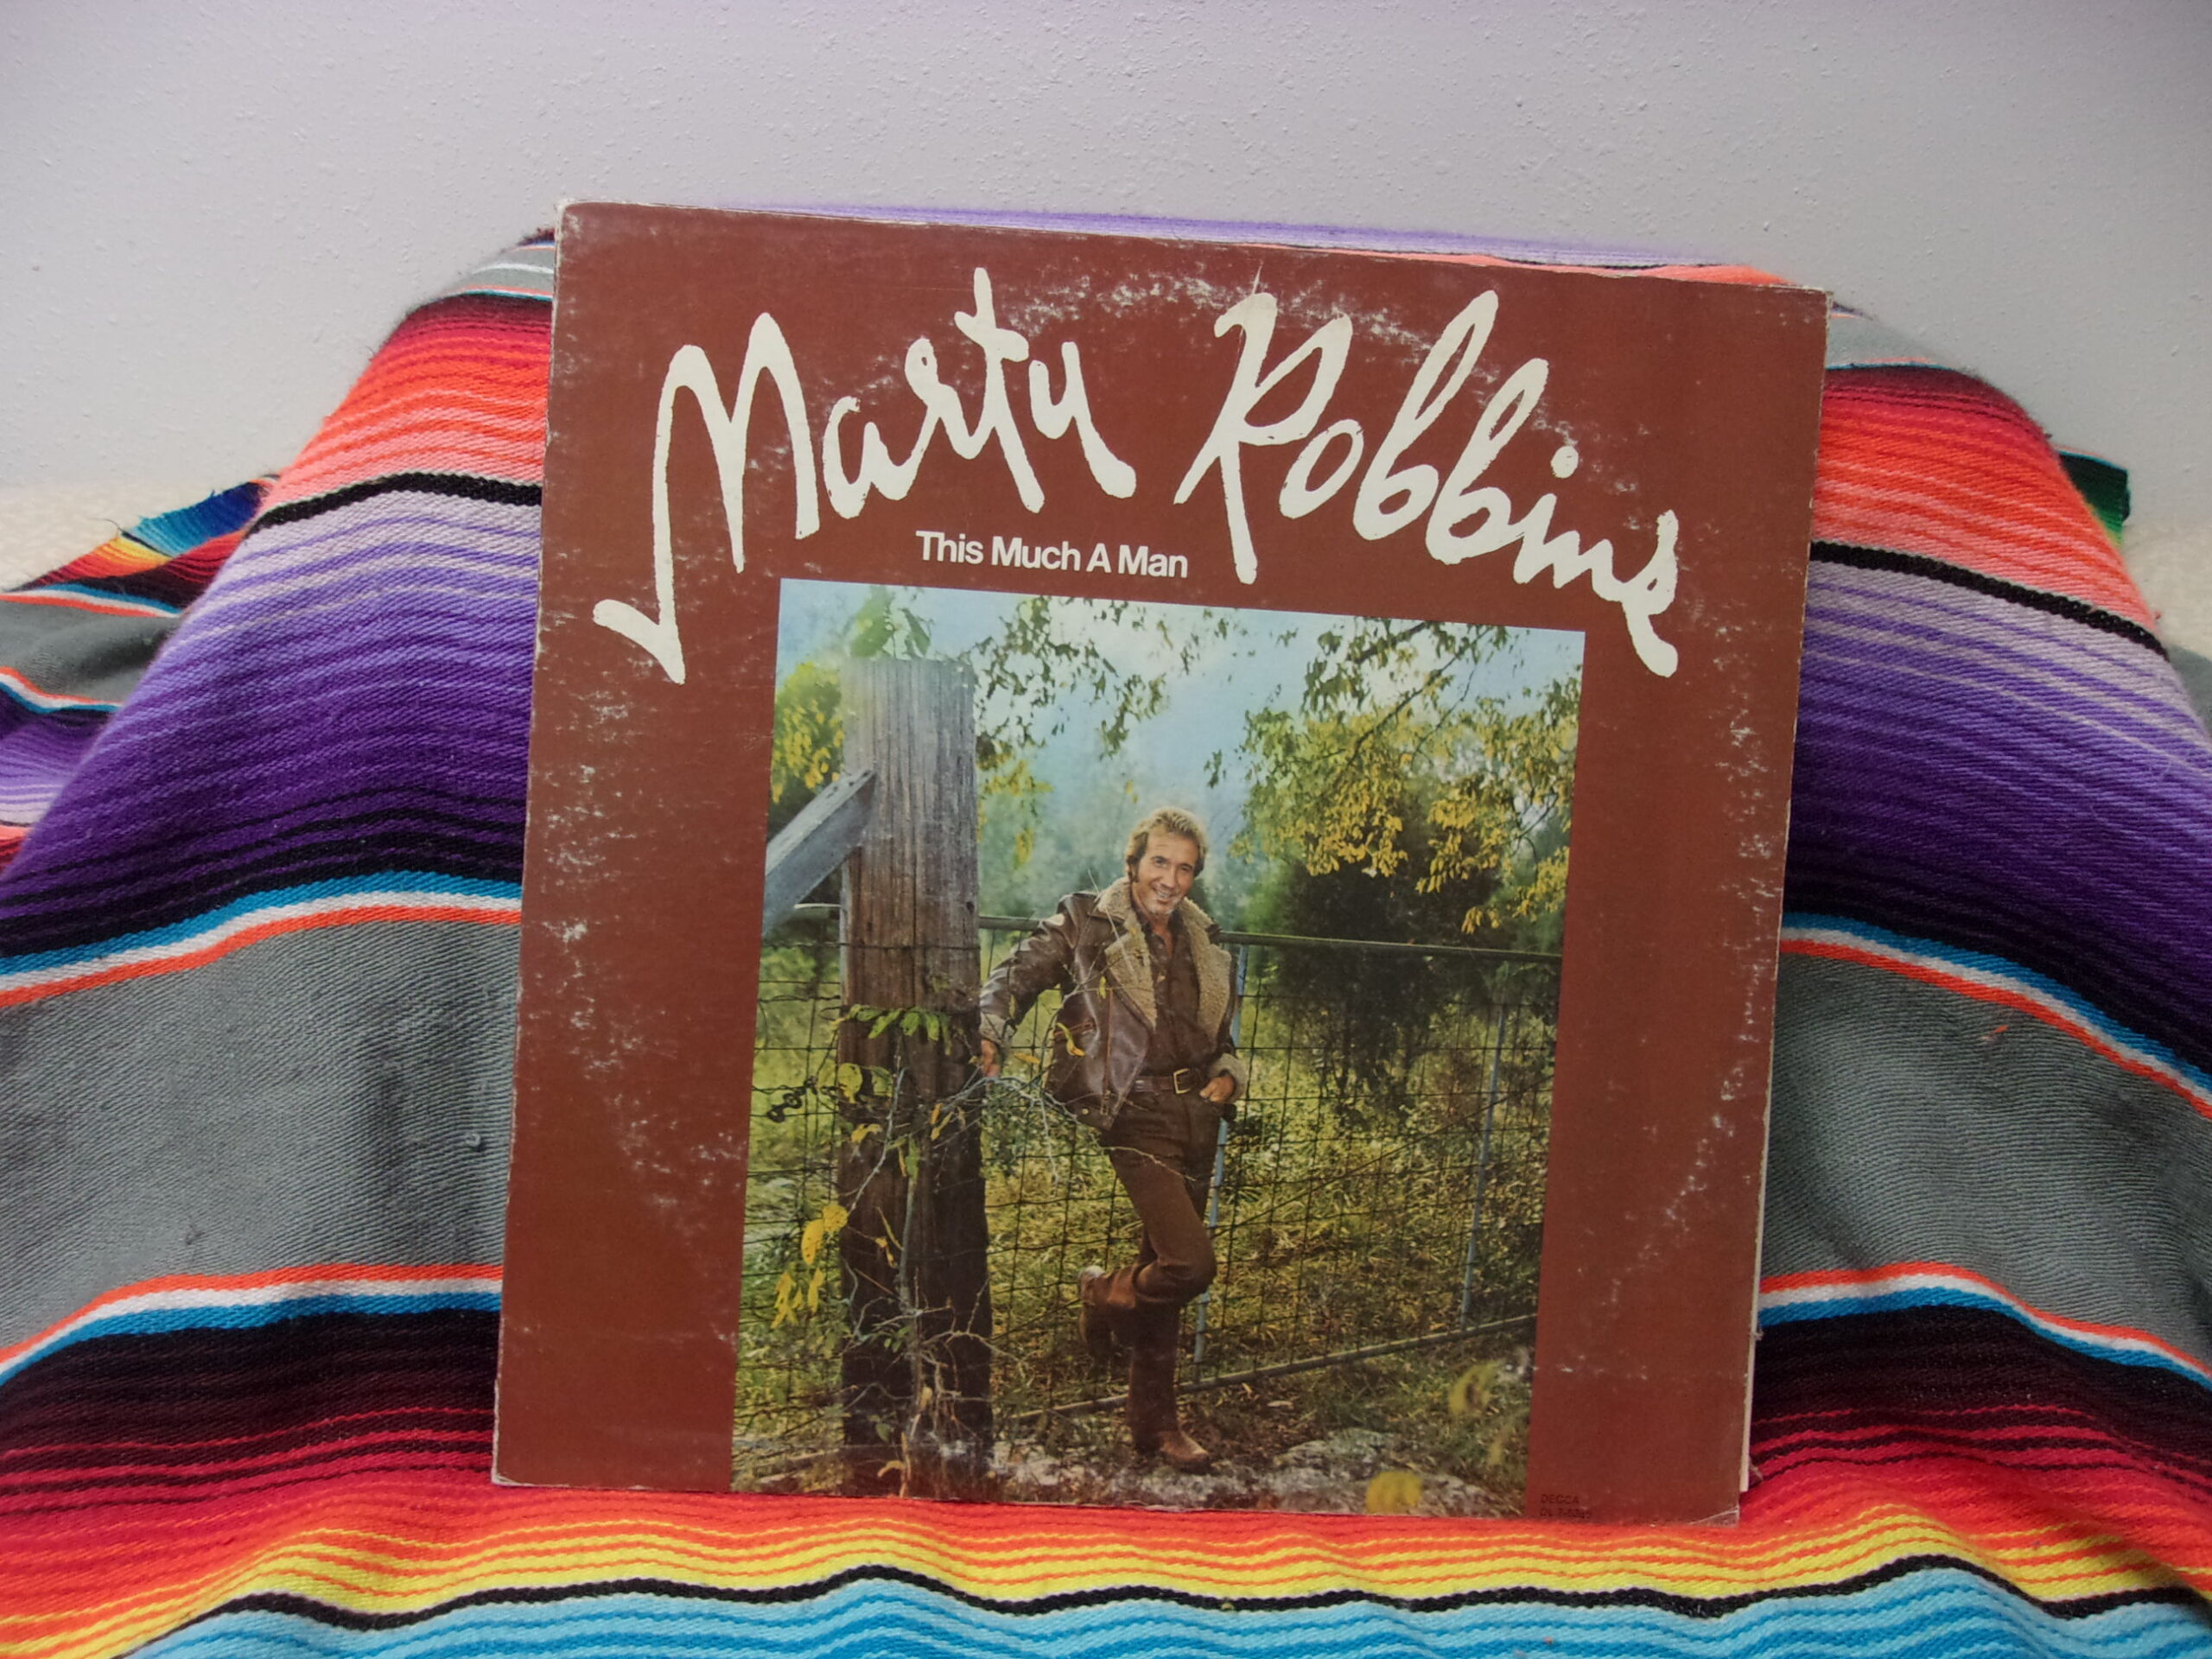 Marty Robbins
This Much A Man
DECCA